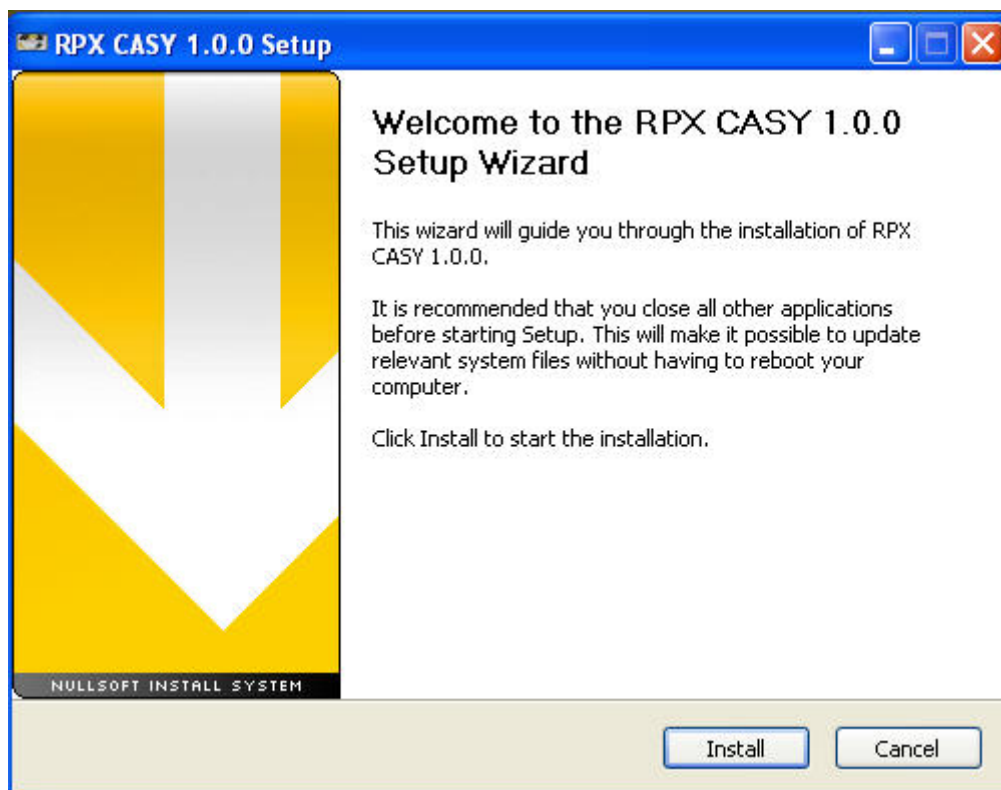 RPX CASY 1.0.0 Setup
Welcome to the RPX CASY 1.0.0
Setup Wizard
This wizard will guide you through the installation of RPX
CASY 1.0.0.
It is recommended that you close all other applications
before starting Setup. This will make it possible to update
relevant system files without having to reboot your
computer.
Click Install to start the installation.
NULLSOFT INSTALL SYSTEM
Install
Cancel